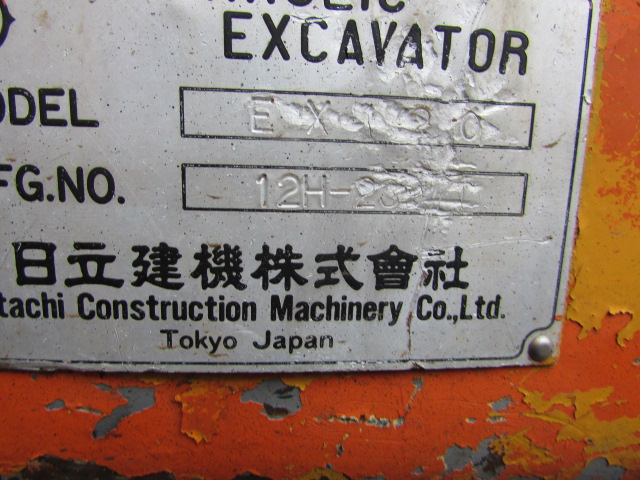 EXCAVATOR
ODEL EX120
FG.NO.
日立建機株式會社
tachi Construction Machinery Co.,Ltd.
Tokyo Japan